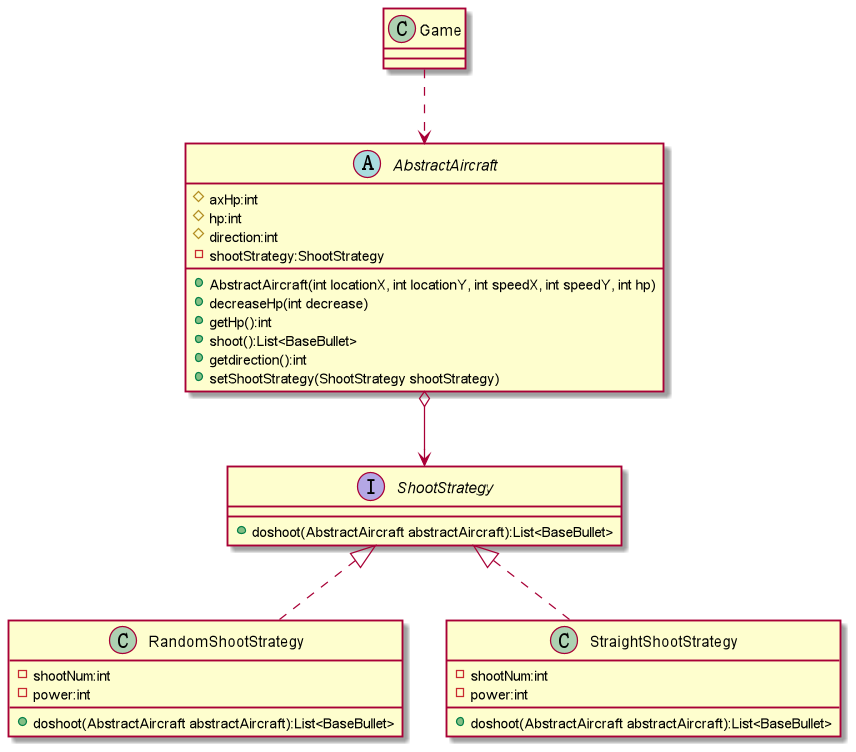 C Game
A AbstractAircraft
axHp:int
hp:int
direction:int
shootStrategy:ShootStrategy
AbstractAircraft(int locationX, int locationY, int speedX, int speedY, int hp)
decreaseHp(int decrease)
getHp():int
shoot():List<BaseBullet>
getdirection():int
setShootStrategy(ShootStrategy shootStrategy)
I ShootStrategy
doshoot(AbstractAircraft abstractAircraft):List<BaseBullet>
C RandomShootStrategy
shootNum:int
power:int
doshoot(AbstractAircraft abstractAircraft):List<BaseBullet>
C StraightShootStrategy
shootNum:int
power:int
doshoot(AbstractAircraft abstractAircraft):List<BaseBullet>